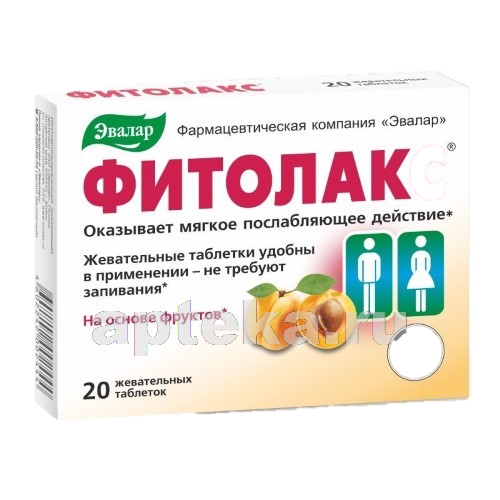 ФИТОЛАКС®
20 жевательных
таблеток
Эвалар
Фармацевтическая компания «Эвалар»
ФИТОЛАКС®
Оказывает мягкое послабляющее действие*
Жевательные таблетки удобны
в применении – не требуют
запивания*
На основе фруктов*
apteka.ru
20 жевательных
таблеток